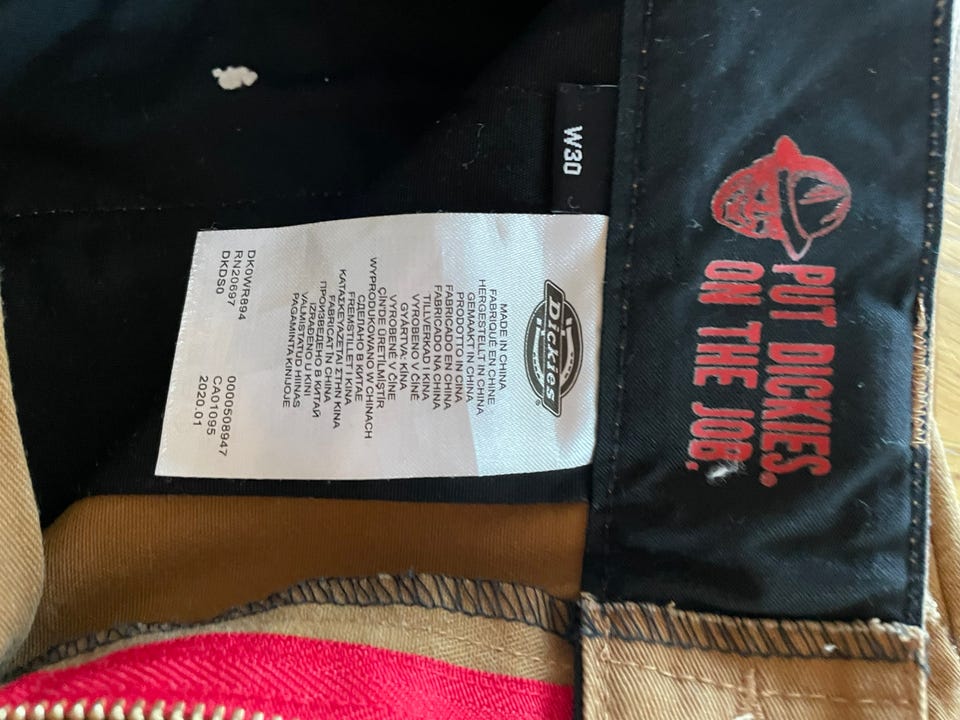 PUT DICKIES.
ON THE JOB.
W30
Dickies
MADE IN CHINA
FABRIQUÉ EN CHINE
HERGESTELLT IN CHINA
GEMAAKT IN CHINA
PRODOTTO IN CINA
FABRICADO EN CHINA
FABRICADO NA CHINA
TILLVERKAD I KINA
VYROBENO V ČÍNĚ
GYÁRTVA: KÍNA
VYROBENÉ V ČÍNE
ÇİN'DE ÜRETİLMİŞTİR
WYPRODUKOWANO W CHINACH
СДЕЛАНО В КИТАЕ
FREMSTILLET I KINA
ΚΑΤΑΣΚΕΥΑΖΕΤΑΙ ΣΤΗΝ ΚΙΝΑ
FABRICAT ÎN CHINA
ПРОИЗВЕДЕНО В КИТАЙ
IZRAĐENO U KINI
VALMISTATUD HIINAS
PAGAMINTA KINIJOJE
DK0WR894 0000508947
RN20697 CA01095
DKDS0 2020.01